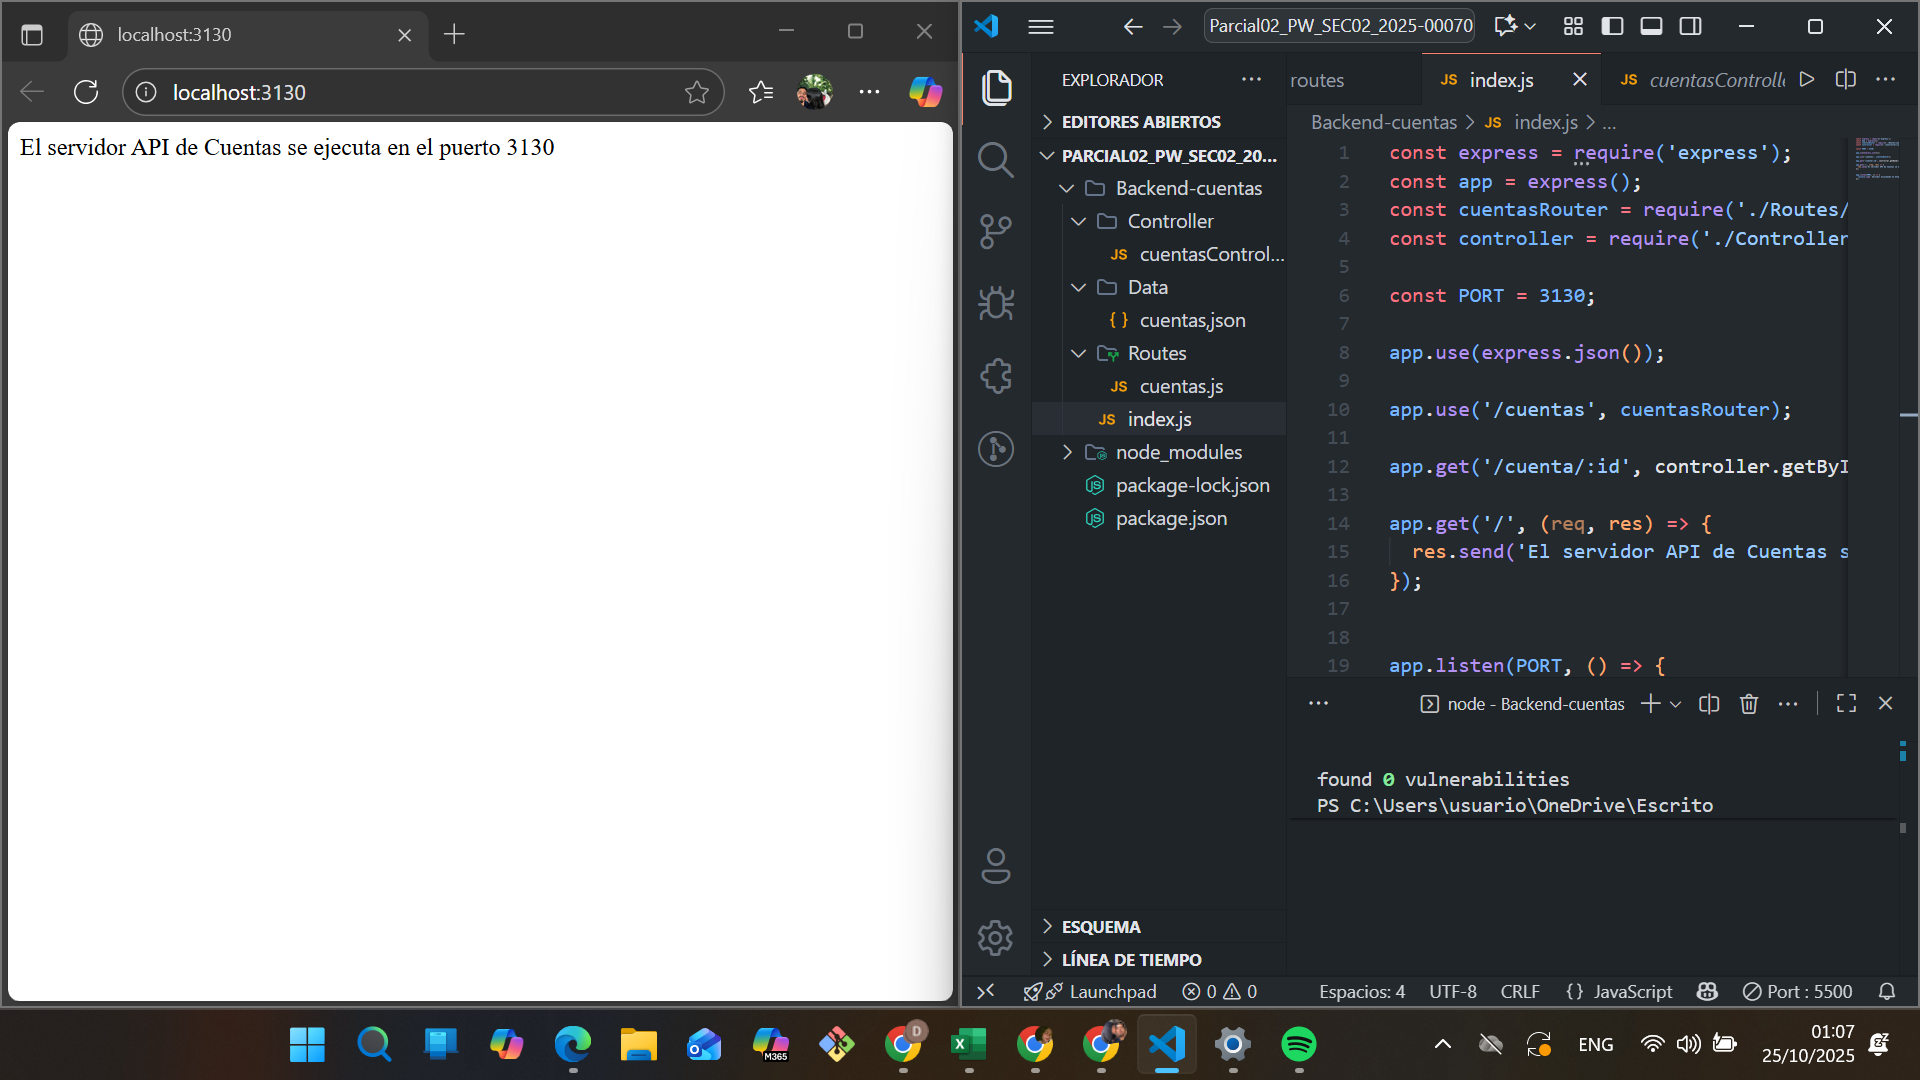 localhost:3130
localhost:3130
El servidor API de Cuentas se ejecuta en el puerto 3130
Parcial02_PW_SEC02_2025-00070
EXPLORADOR
EDITORES ABIERTOS
PARCIAL02_PW_SEC02_20...
Backend-cuentas
Controller
cuentasControl...
Data
cuentas,json
Routes
cuentas.js
index.js
node_modules
package-lock.json
package.json
ESQUEMA
LÍNEA DE TIEMPO
routes
JS index.js
JS cuentasControlle
Backend-cuentas > JS index.js > ...
1 const express = require('express');
2 const app = express();
3 const cuentasRouter = require('./Routes/
4 const controller = require('./Controller
5
6 const PORT = 3130;
7
8 app.use(express.json());
9
10 app.use('/cuentas', cuentasRouter);
11
12 app.get('/cuenta/:id', controller.getByI
13
14 app.get('/', (req, res) => {
15 res.send('El servidor API de Cuentas s
16 });
17
18
19 app.listen(PORT, () => {
node - Backend-cuentas
found 0 vulnerabilities
PS C:\Users\usuario\OneDrive\Escrito
Launchpad 0 0 Espacios: 4 UTF-8 CRLF {} JavaScript Port : 5500
D
M365
ENG
01:07
25/10/2025